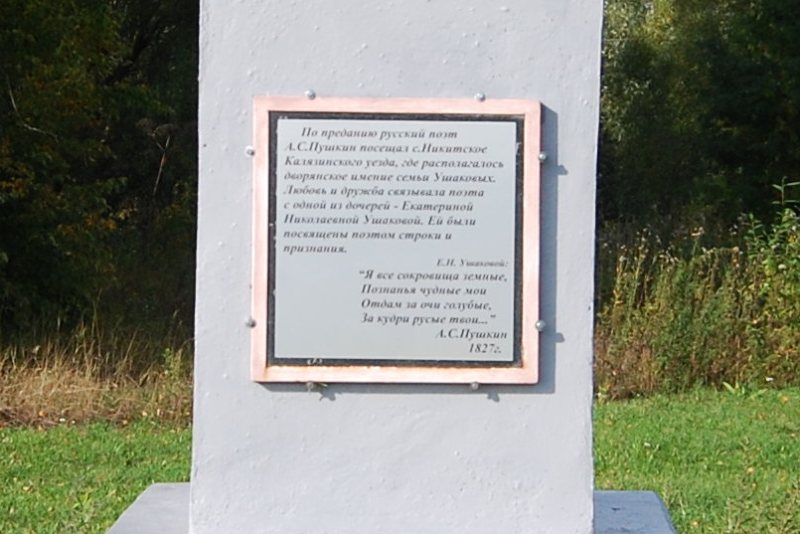 По преданию русский поэт
А.С.Пушкин посещал с.Никитское
Калязинского уезда, где располагалось
дворянское имение семьи Ушаковых.
Любовь и дружба связывала поэта
с одной из дочерей - Екатериной
Николаевной Ушаковой. Ей были
посвящены поэтом строки и
признания.
Е.Н. Ушаковой:
"Я все сокровища земные,
Познанья чудные мои
Отдам за очи голубые,
За кудри русые твои..."
А.С.Пушкин
1827г.